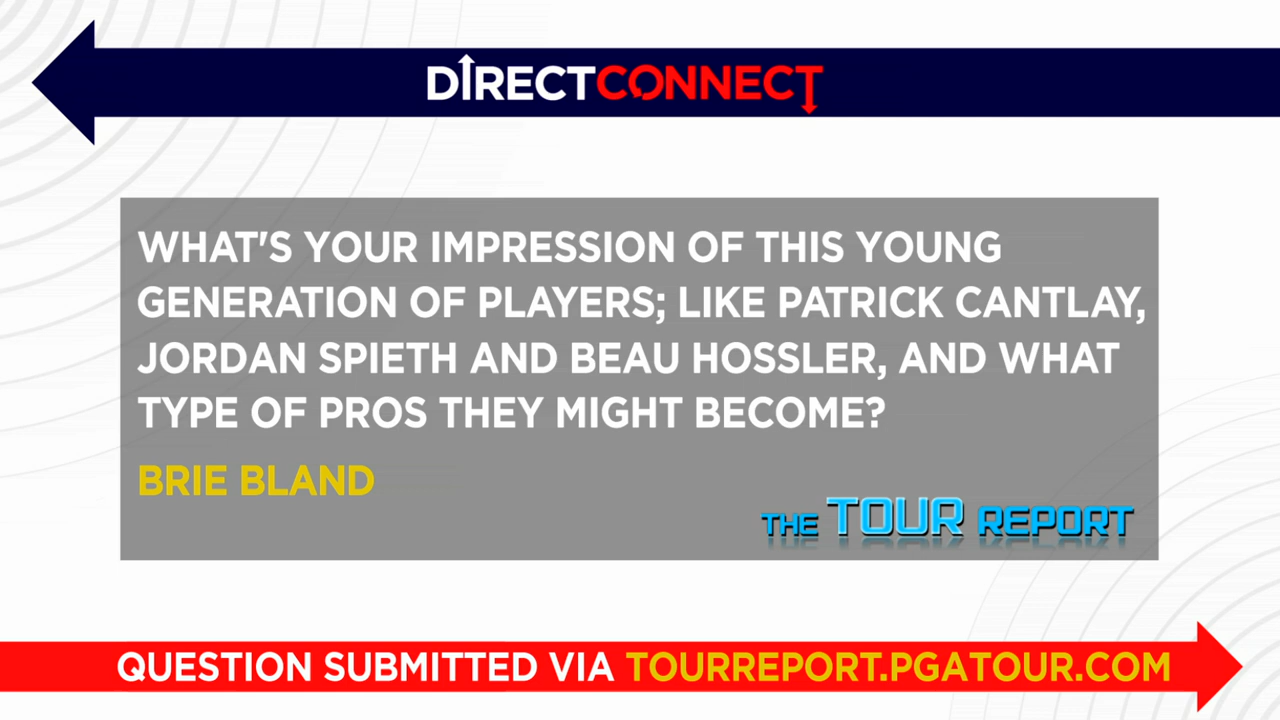 DIRECTCONNECT
WHAT'S YOUR IMPRESSION OF THIS YOUNG
GENERATION OF PLAYERS; LIKE PATRICK CANTLAY,
JORDAN SPIETH AND BEAU HOSSLER, AND WHAT
TYPE OF PROS THEY MIGHT BECOME?
BRIE BLAND
THE TOUR REPORT
QUESTION SUBMITTED VIA TOURREPORT.PGATOUR.COM